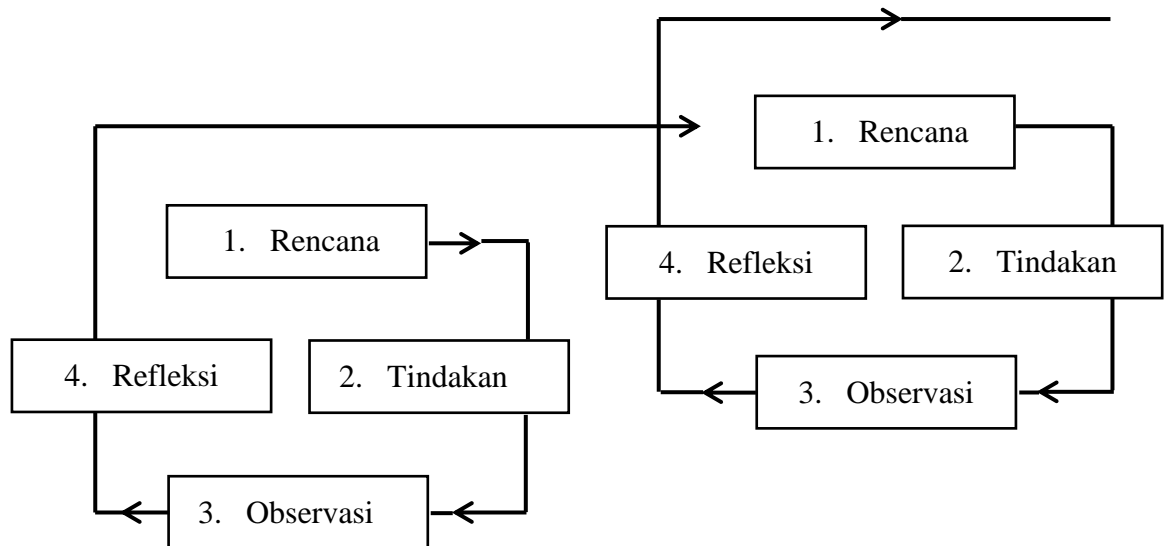 1. Rencana
1. Rencana
4. Refleksi
2. Tindakan
4. Refleksi
2. Tindakan
3. Observasi
3. Observasi